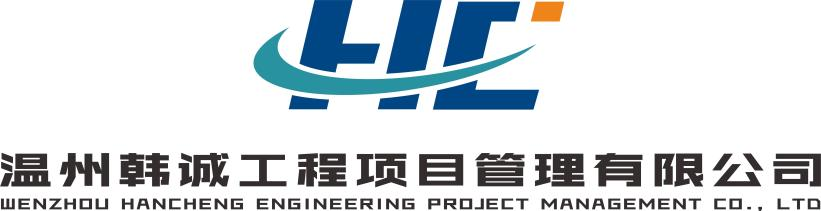 HC
温州韩诚工程项目管理有限公司
WENZHOU HANCHENG ENGINEERING PROJECT MANAGEMENT CO., LTD